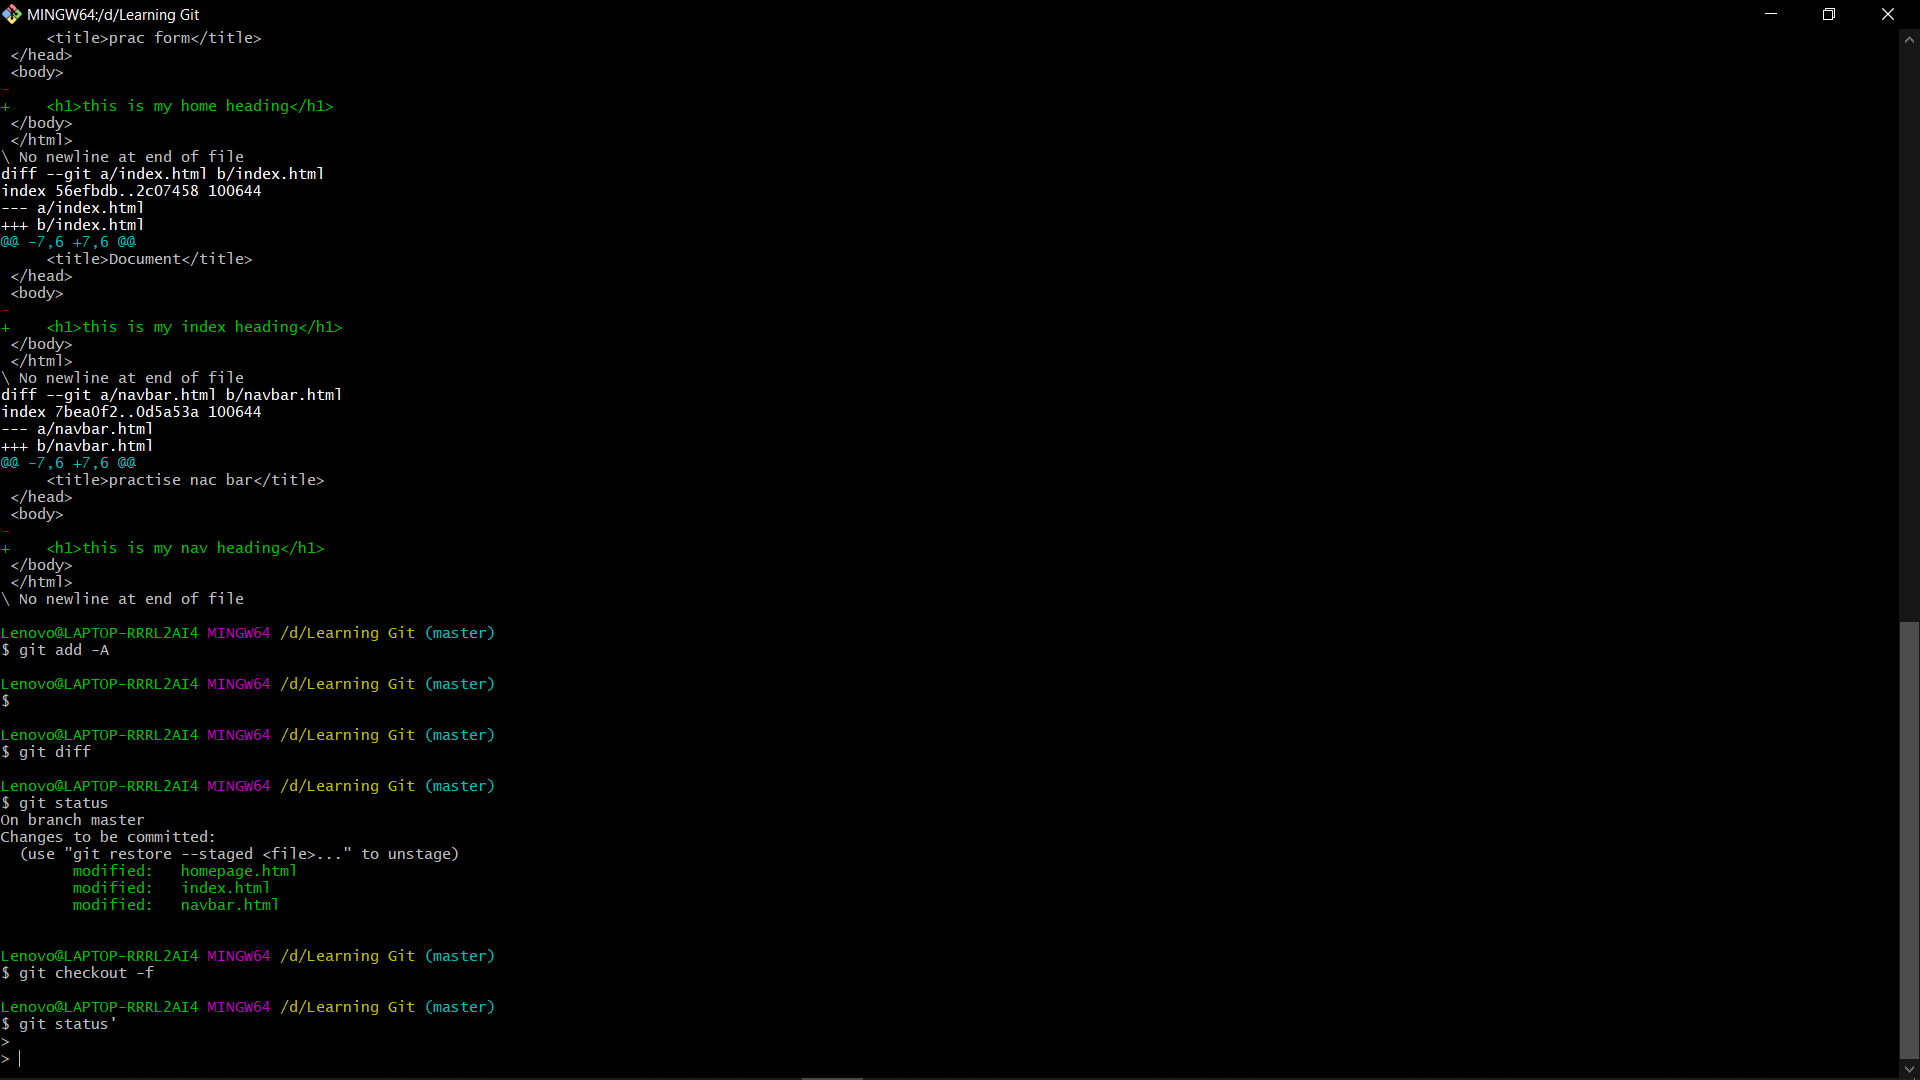 MINGW64:/d/Learning Git
<title>prac form</title>
</head>
<body>
-
+    <h1>this is my home heading</h1>
</body>
</html>
\ No newline at end of file
diff --git a/index.html b/index.html
index 56efbdb..2c07458 100644
--- a/index.html
+++ b/index.html
@@ -7,6 +7,6 @@
<title>Document</title>
</head>
<body>
-
+    <h1>this is my index heading</h1>
</body>
</html>
\ No newline at end of file
diff --git a/navbar.html b/navbar.html
index 7bea0f2..0d5a53a 100644
--- a/navbar.html
+++ b/navbar.html
@@ -7,6 +7,6 @@
<title>practise nac bar</title>
</head>
<body>
-
+    <h1>this is my nav heading</h1>
</body>
</html>
\ No newline at end of file
Lenovo@LAPTOP-RRRL2AI4 MINGW64 /d/Learning Git (master)
$ git add -A
Lenovo@LAPTOP-RRRL2AI4 MINGW64 /d/Learning Git (master)
$
Lenovo@LAPTOP-RRRL2AI4 MINGW64 /d/Learning Git (master)
$ git diff
Lenovo@LAPTOP-RRRL2AI4 MINGW64 /d/Learning Git (master)
$ git status
On branch master
Changes to be committed:
(use "git restore --staged <file>..." to unstage)
modified:   homepage.html
modified:   index.html
modified:   navbar.html
Lenovo@LAPTOP-RRRL2AI4 MINGW64 /d/Learning Git (master)
$ git checkout -f
Lenovo@LAPTOP-RRRL2AI4 MINGW64 /d/Learning Git (master)
$ git status'
>
>